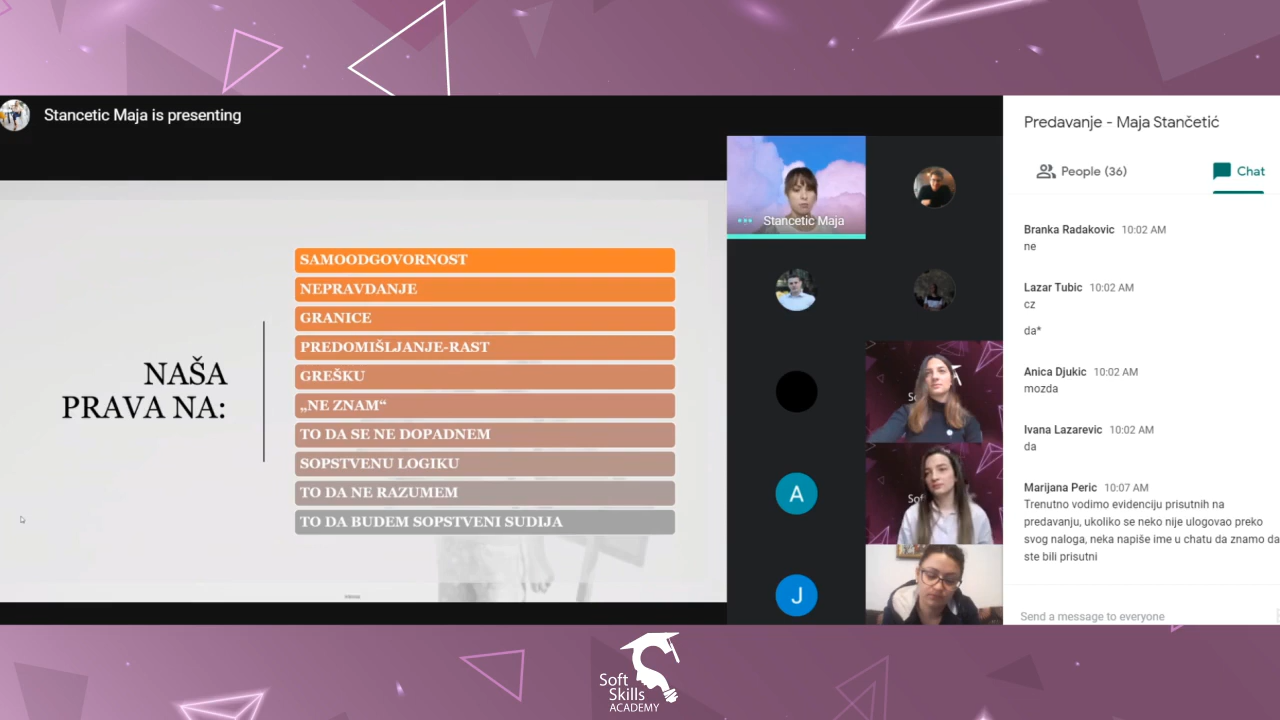 Stancetic Maja is presenting
NAŠA
PRAVA NA:
SAMOODGOVORNOST
NEPRAVDANJE
GRANICE
PREDOMIŠLJANJE-RAST
GREŠKU
„NE ZNAM“
TO DA SE NE DOPADNEM
SOPSTVENU LOGIKU
TO DA NE RAZUMEM
TO DA BUDEM SOPSTVENI SUDIJA
Stancetic Maja
A
J
Predavanje - Maja Stančetić
People (36)
Chat
Branka Radakovic 10:02 AM
ne
Lazar Tubic 10:02 AM
cz
da*
Anica Djukic 10:02 AM
mozda
Ivana Lazarevic 10:02 AM
da
Marijana Peric 10:07 AM
Trenutno vodimo evidenciju prisutnih na
predavanju, ukoliko se neko nije ulogovao preko
svog naloga, neka napiše ime u chatu da znamo da
ste bili prisutni
Send a message to everyone
Soft
Skills
ACADEMY